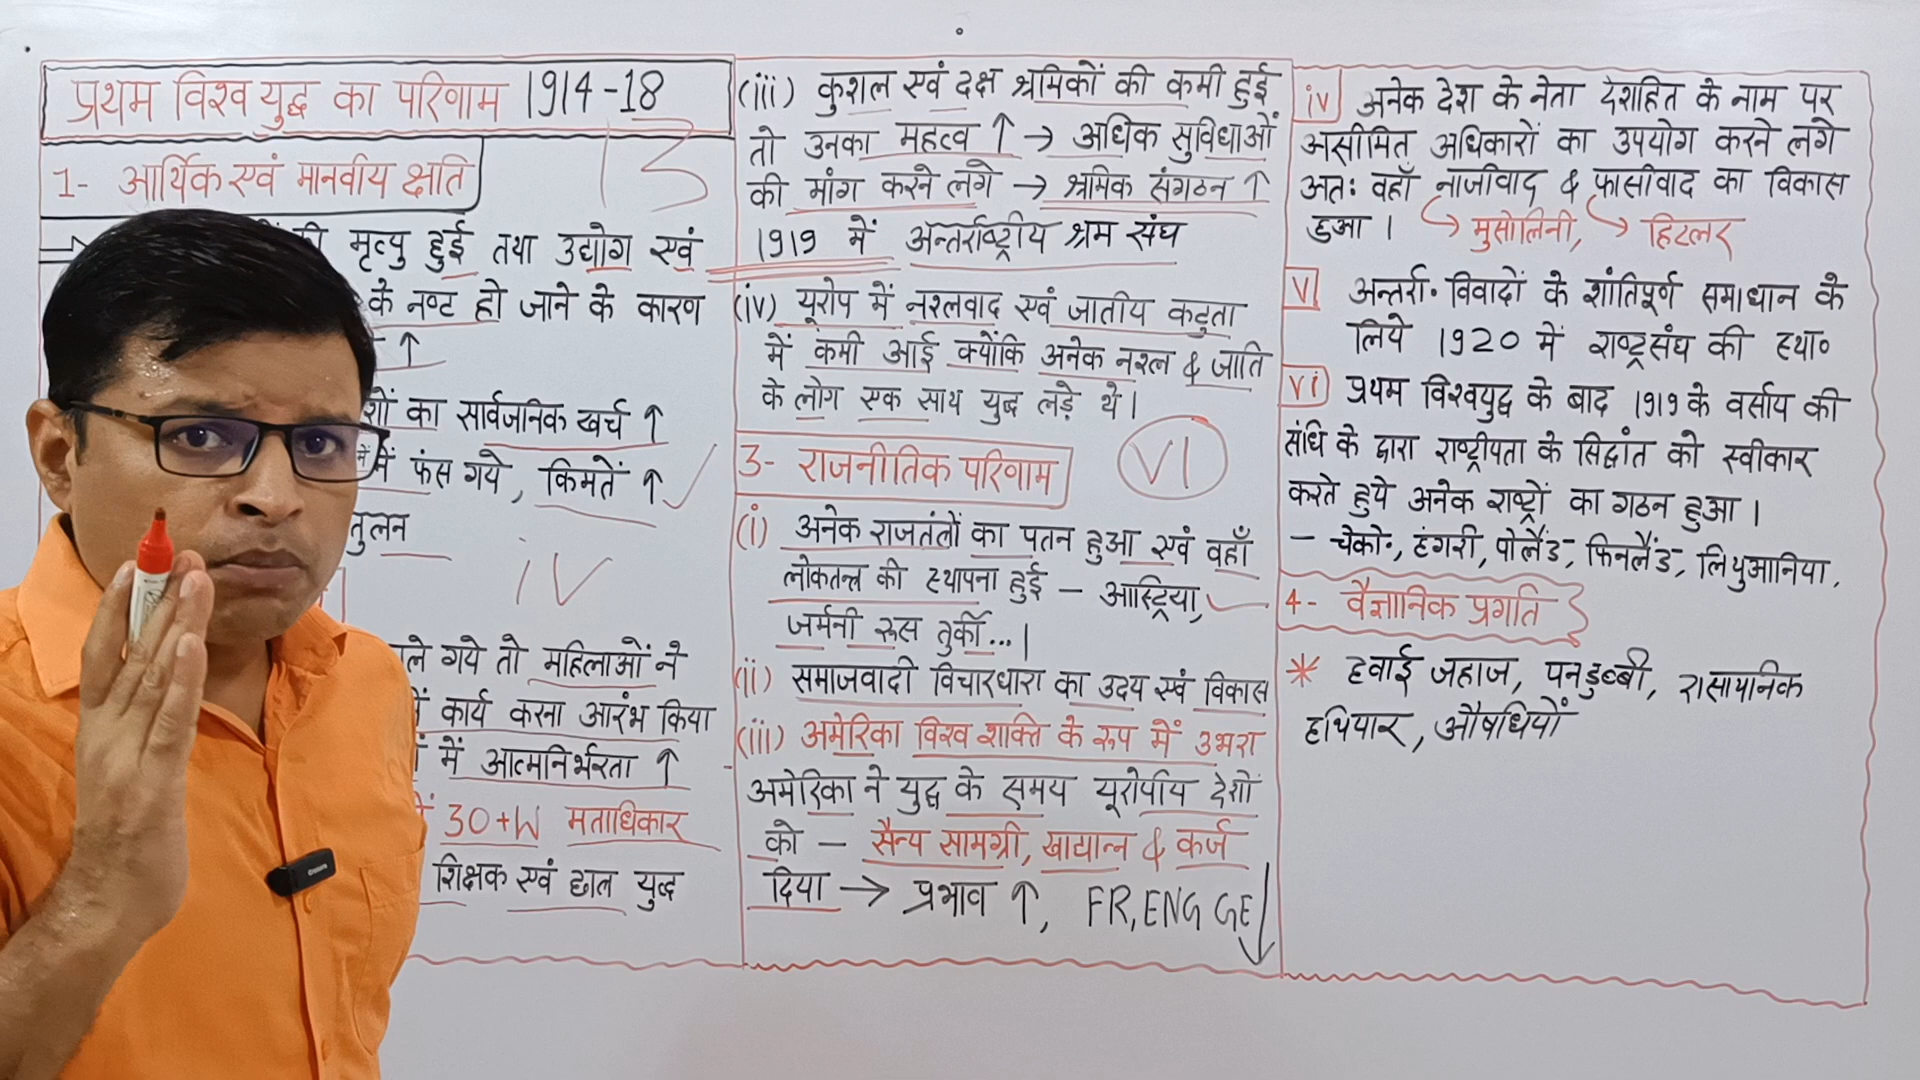 प्रथम विश्व युद्ध का परिणाम 1914-18
13
1- आर्थिक एवं मानवीय क्षति
मृत्यु हुई तथा उद्योग एवं
के नष्ट हो जाने के कारण
↑
का सार्वजनिक खर्च ↑
में फंस गये, किमतें ↑ ✓
तुलन
iv
गये तो महिलाओं ने
कार्य करना आरंभ किया
में आत्मनिर्भरता ↑
30+W मताधिकार
शिक्षक एवं छात्र युद्ध
(iii) कुशल एवं दक्ष श्रमिकों की कमी हुई
तो उनका महत्व ↑ → अधिक सुविधाओं
की मांग करने लगे → श्रमिक संगठन ↑
1919 में अन्तर्राष्ट्रीय श्रम संघ
(iv) यूरोप में नश्लवाद एवं जातीय कटुता
में कमी आई क्योंकि अनेक नश्ल & जाति
के लोग एक साथ युद्ध लड़े थे।
3- राजनीतिक परिणाम
VI
(i) अनेक राजतंत्रों का पतन हुआ एवं वहाँ
लोकतन्त्र की स्थापना हुई - आस्ट्रिया,
जर्मनी रूस तुर्की...।
(ii) समाजवादी विचारधारा का उदय एवं विकास
(iii) अमेरिका विश्व शक्ति के रूप में उभरा
अमेरिका ने युद्ध के समय यूरोपीय देशों
को - सैन्य सामग्री, खाद्यान्न & कर्ज
दिया → प्रभाव ↑, FR, ENG GE ↓
iv अनेक देश के नेता देशहित के नाम पर
असीमित अधिकारों का उपयोग करने लगे
अतः वहाँ नाजीवाद & फासीवाद का विकास
हुआ। → मुसोलिनी, → हिटलर
v अन्तर्रा॰ विवादों के शांतिपूर्ण समाधान के
लिये 1920 में राष्ट्रसंघ की स्था॰
vi प्रथम विश्वयुद्ध के बाद 1919 के वर्साय की
संधि के द्वारा राष्ट्रीयता के सिद्वांत को स्वीकार
करते हुये अनेक राष्ट्रों का गठन हुआ।
- चेको॰, हंगरी, पोलैंड, फिनलैंड, लिथुआनिया,
4- वैज्ञानिक प्रगति
* हवाई जहाज, पनडुब्बी, रासायनिक
हथियार, औषधियों